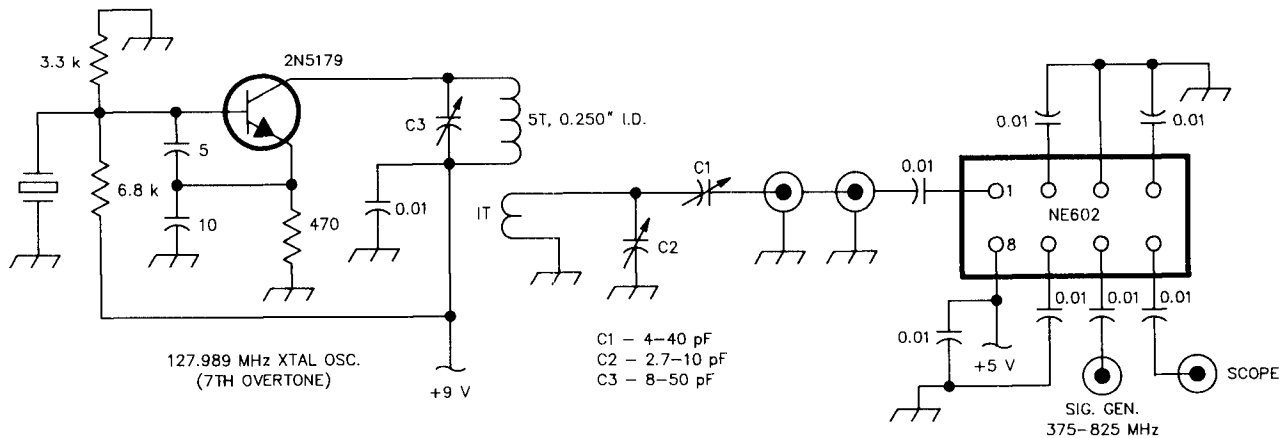 3.3 k
2N5179
6.8 k
5
10
470
C3
5T, 0.250" I.D.
0.01
1T
C1
C2
0.01
0.01
0.01
1
NE602
8
0.01
0.01
0.01
0.01
+5 V
SCOPE
SIG. GEN.
375-825 MHz
127.989 MHz XTAL OSC.
(7TH OVERTONE)
+9 V
C1 - 4-40 pF
C2 - 2.7-10 pF
C3 - 8-50 pF